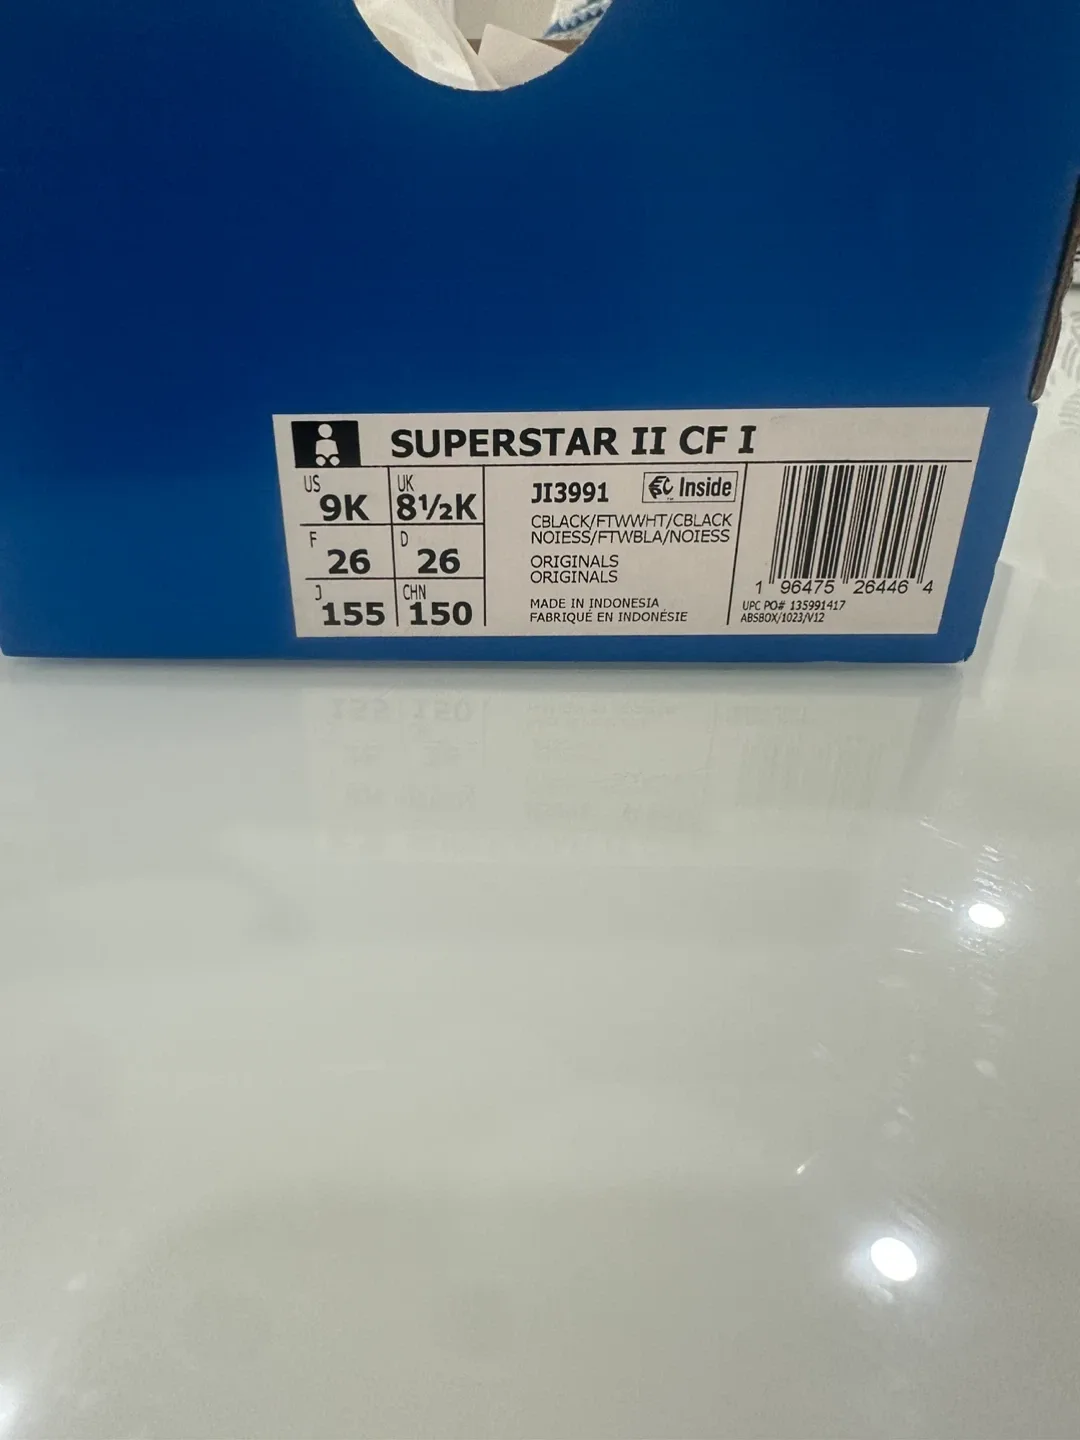 SUPERSTAR II CF I
US 9K UK 8½K
F 26 D 26
J 155 CHN 150
JI3991 Inside
CBLACK/FTWWHT/CBLACK
NOIESS/FTWBLA/NOIESS
ORIGINALS
ORIGINALS
MADE IN INDONESIA
FABRIQUÉ EN INDONÉSIE
1 96475 26446 4
UPC PO# 135991417
ABSBOX/1023/V12